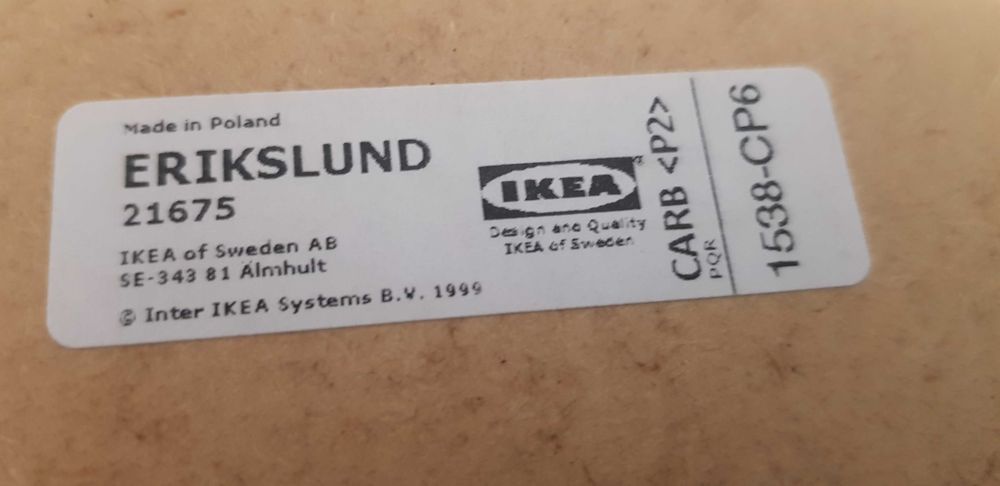 Made in Poland
ERIKSLUND
21675
IKEA of Sweden AB
SE-343 81 Älmhult
© Inter IKEA Systems B.V. 1999
IKEA®
Design and Quality
IKEA of Sweden
CARB <P2>
PQR
1538-CP6